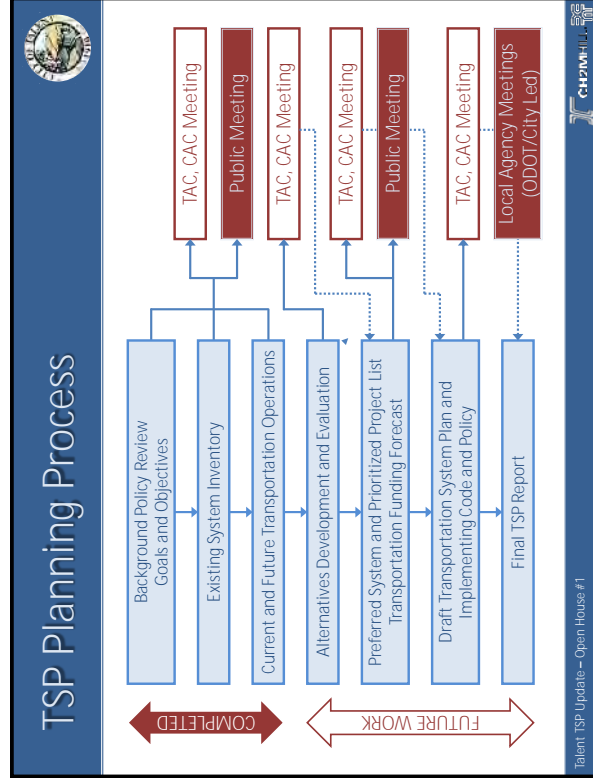 TSP Planning Process
COMPLETED
FUTURE WORK
Background Policy Review
Goals and Objectives
Existing System Inventory
Current and Future Transportation Operations
Alternatives Development and Evaluation
Preferred System and Prioritized Project List
Transportation Funding Forecast
Draft Transportation System Plan and
Implementing Code and Policy
Final TSP Report
TAC, CAC Meeting
Public Meeting
TAC, CAC Meeting
TAC, CAC Meeting
Public Meeting
TAC, CAC Meeting
Local Agency Meetings
(ODOT/City Led)
Talent TSP Update – Open House #1
CH2MHILL